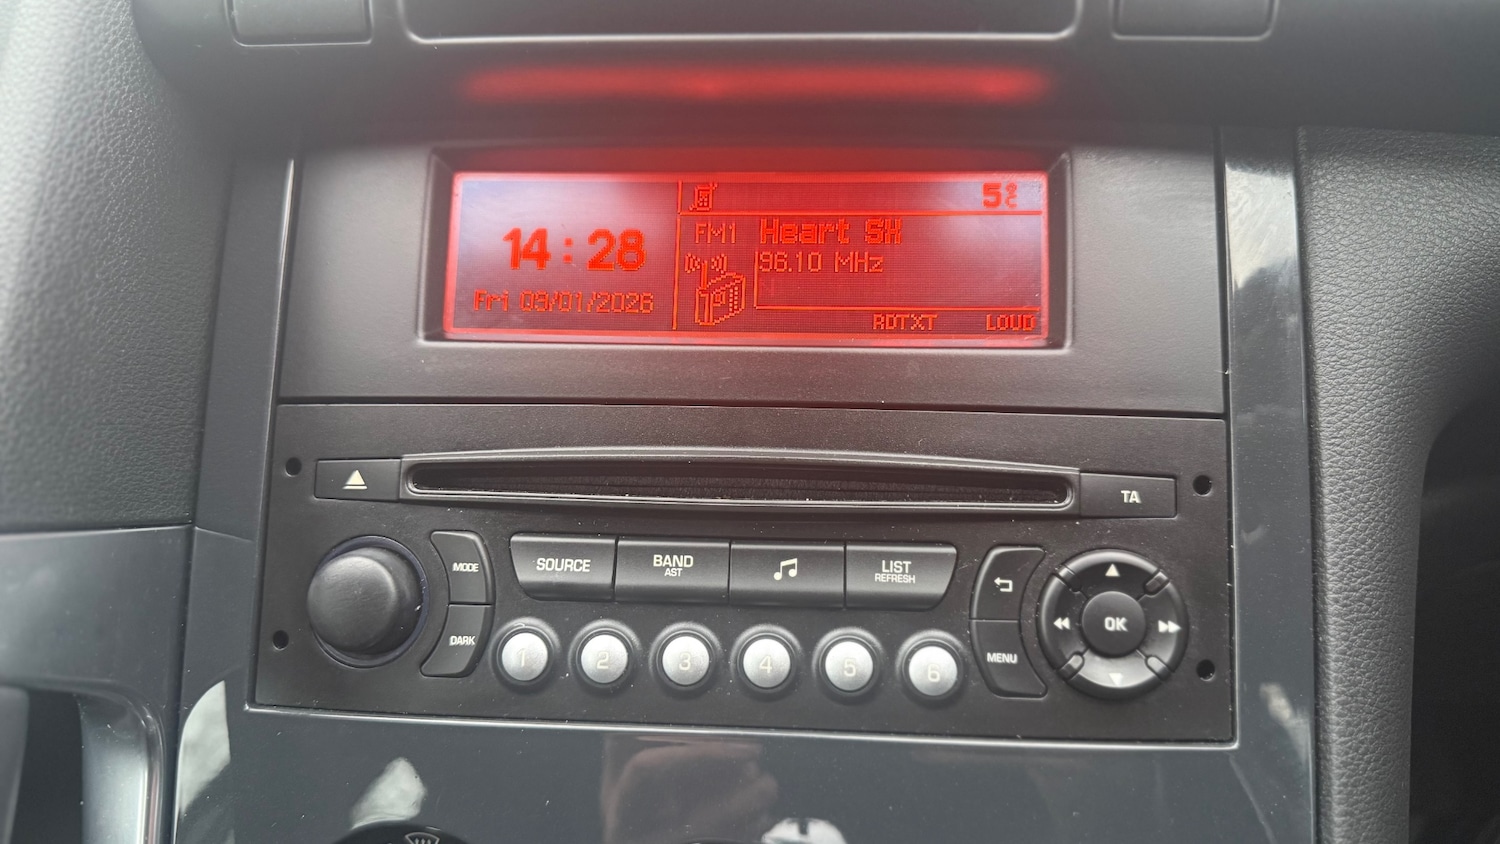 5°C
14:28
FM1 Heart SX
96.10 MHz
Fri 09/01/2026
RDTXT LOUD
TA
MODE
SOURCE
BAND
AST
LIST
REFRESH
DARK
1 2 3 4 5 6
MENU
OK